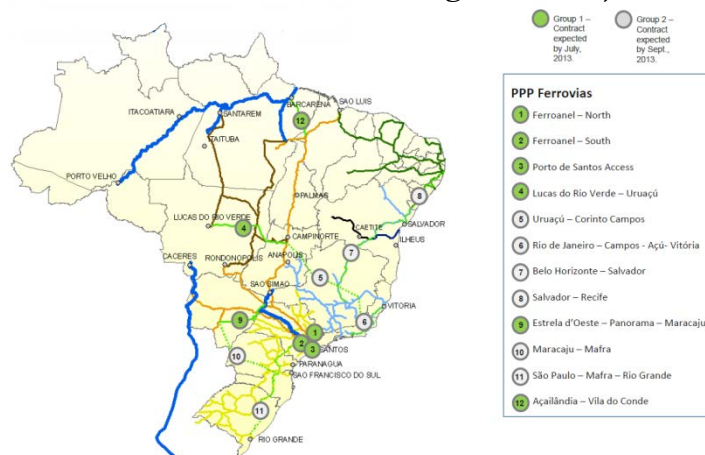 Group 1 –
Contract
expected
by July,
2013.
Group 2 –
Contract
expected
by Sept.,
2013.
PPP Ferrovias
1 Ferroanel – North
2 Ferroanel – South
3 Porto de Santos Access
4 Lucas do Rio Verde – Uruaçú
5 Uruaçú – Corinto Campos
6 Rio de Janeiro – Campos - Açú- Vitória
7 Belo Horizonte – Salvador
8 Salvador – Recife
9 Estrela d'Oeste – Panorama – Maracaju
10 Maracaju – Mafra
11 São Paulo – Mafra – Rio Grande
12 Açailândia – Vila do Conde
BARCARENA
SAO LUIS
ITACOATIARA
SANTAREM
12
ITAITUBA
PORTO VELHO
PALMAS
8
LUCAS DO RIO VERDE
CAETITE
SALVADOR
4
CAMPINORTE
ILHEUS
7
CACERES
RONDONOPOLIS
ANAPOLIS
5
SAO SIMAO
VITORIA
9
1
6
2
3
SANTOS
10
PARANAGUA
SAO FRANCISCO DO SUL
11
RIO GRANDE